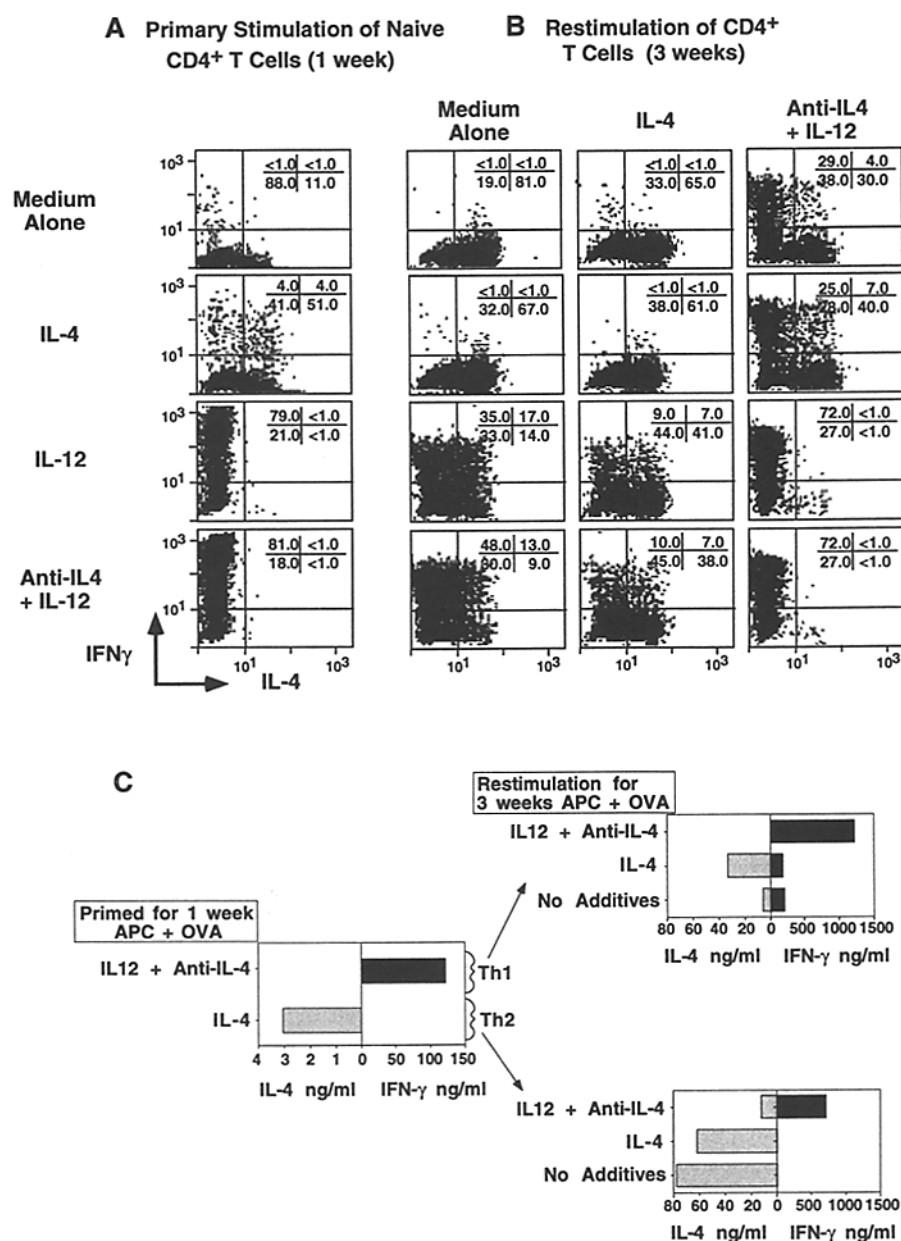 A Primary Stimulation of Naive
CD4+ T Cells (1 week)
B Restimulation of CD4+
T Cells (3 weeks)
Medium
Alone
IL-4
Anti-IL4
+ IL-12
Medium
Alone
10³
10¹
<1.0 <1.0
88.0 11.0
<1.0 <1.0
19.0 81.0
<1.0 <1.0
33.0 65.0
29.0 4.0
38.0 30.0
IL-4
10³
10¹
4.0 4.0
41.0 51.0
<1.0 <1.0
32.0 67.0
<1.0 <1.0
38.0 61.0
25.0 7.0
40.0
IL-12
10³
10¹
79.0 <1.0
21.0 <1.0
35.0 17.0
33.0 14.0
9.0 7.0
44.0 41.0
72.0 <1.0
27.0 <1.0
Anti-IL4
+ IL-12
10³
10¹
81.0 <1.0
18.0 <1.0
48.0 13.0
9.0
10.0 7.0
45.0 38.0
72.0 <1.0
27.0 <1.0
IFNγ
IL-4
10¹ 10³
10¹ 10³
10¹ 10³
10¹ 10³
C
Restimulation for
3 weeks APC + OVA
IL12 + Anti-IL-4
IL-4
No Additives
80 60 40 20 0 500 1000 1500
IL-4 ng/ml IFN-γ ng/ml
Primed for 1 week
APC + OVA
IL12 + Anti-IL-4
Th1
IL-4
Th2
4 3 2 1 0 50 100 150
IL-4 ng/ml IFN-γ ng/ml
IL12 + Anti-IL-4
IL-4
No Additives
80 60 40 20 0 500 1000 1500
IL-4 ng/ml IFN-γ ng/ml